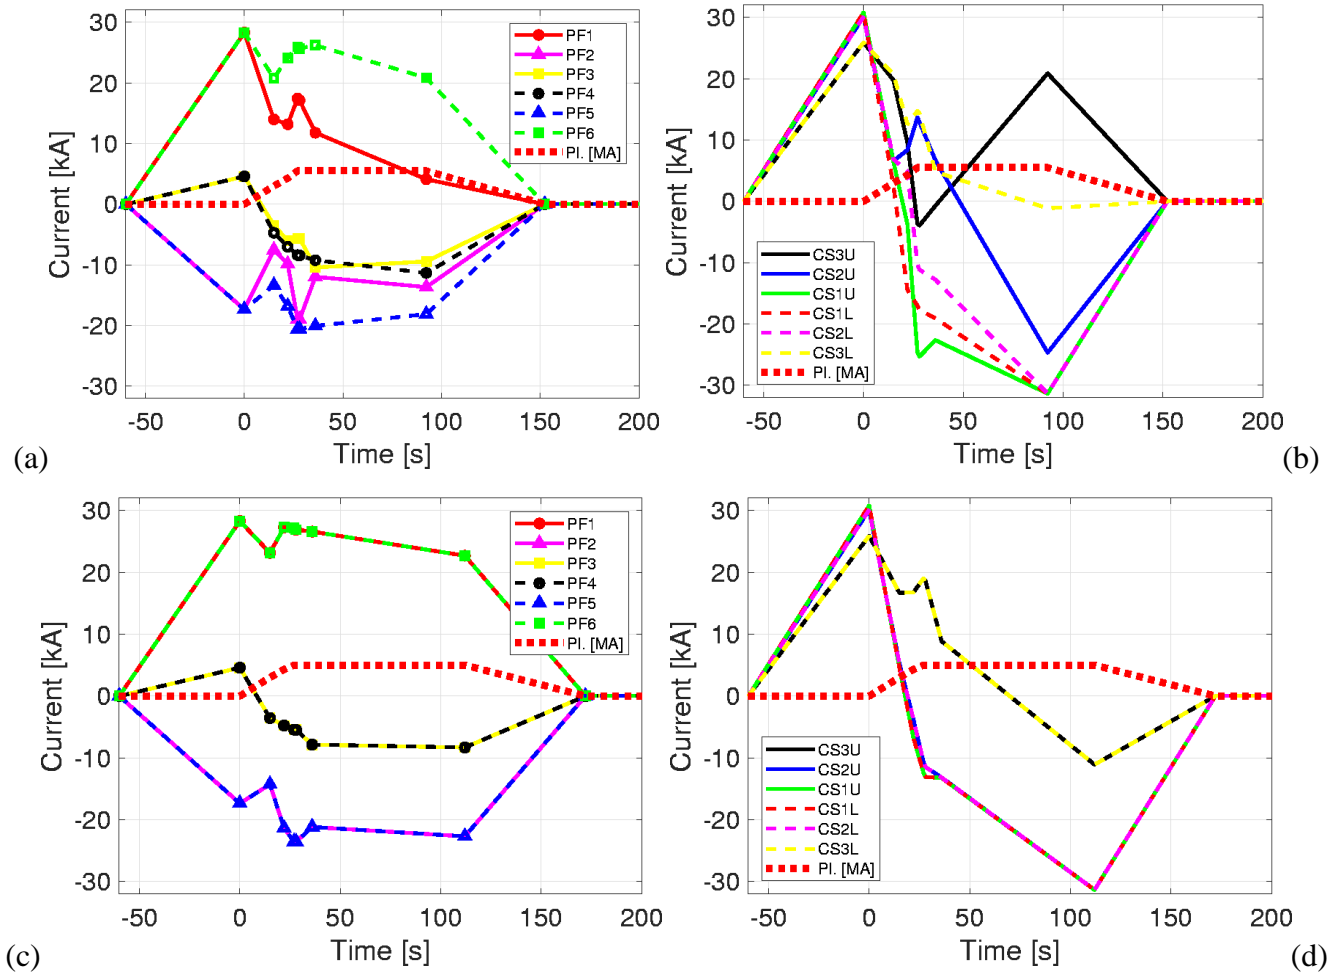 30
20
10
0
-10
-20
-30
Current [kA]
PF1
PF2
PF3
PF4
PF5
PF6
Pl. [MA]
-50 0 50 100 150 200
Time [s]
(a)
30
20
10
0
-10
-20
-30
Current [kA]
CS3U
CS2U
CS1U
CS1L
CS2L
CS3L
Pl. [MA]
-50 0 50 100 150 200
Time [s]
(b)
30
20
10
0
-10
-20
-30
Current [kA]
PF1
PF2
PF3
PF4
PF5
PF6
Pl. [MA]
-50 0 50 100 150 200
Time [s]
(c)
30
20
10
0
-10
-20
-30
Current [kA]
CS3U
CS2U
CS1U
CS1L
CS2L
CS3L
Pl. [MA]
-50 0 50 100 150 200
Time [s]
(d)